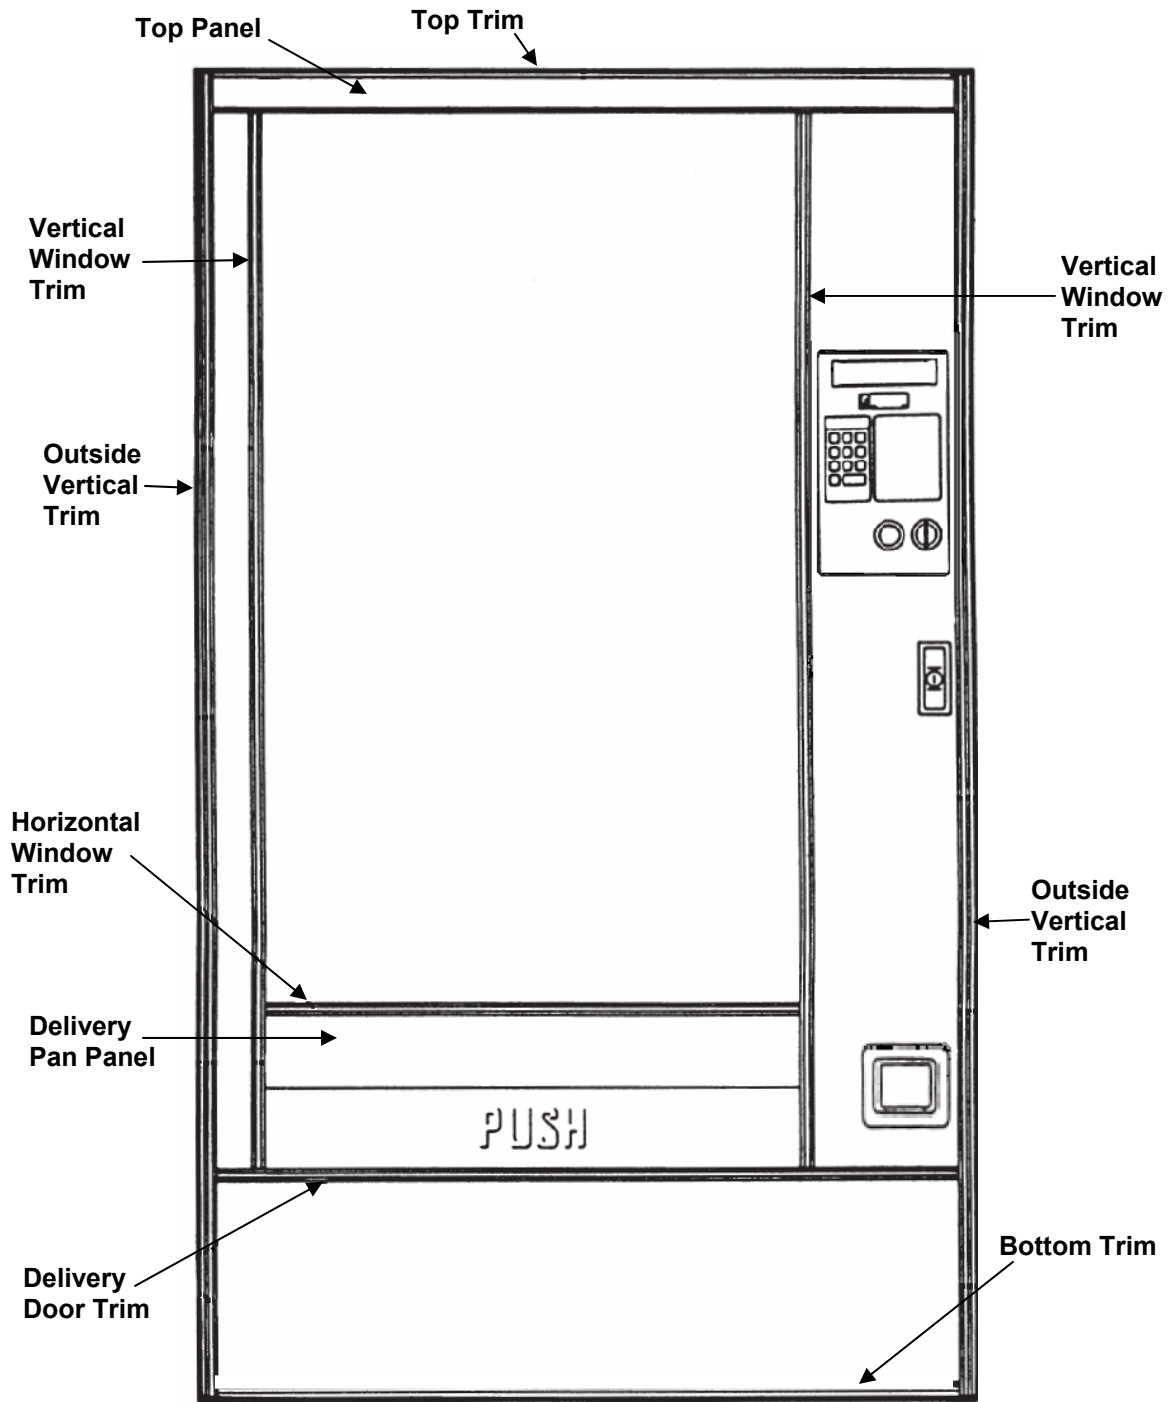 Top Panel
Top Trim
Vertical
Window
Trim
Vertical
Window
Trim
Outside
Vertical
Trim
Horizontal
Window
Trim
Outside
Vertical
Trim
Delivery
Pan Panel
PUSH
Bottom Trim
Delivery
Door Trim